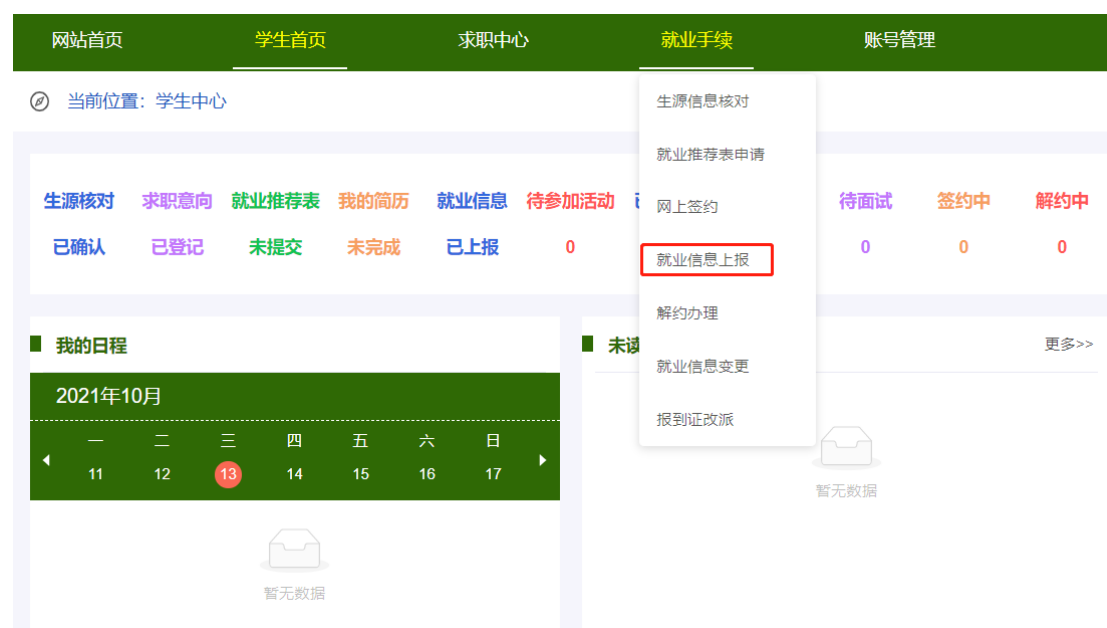 网站首页 学生首页 求职中心 就业手续 账号管理
当前位置：学生中心
生源信息核对
就业推荐表申请
网上签约
就业信息上报
解约办理
就业信息变更
报到证改派
生源核对 求职意向 就业推荐表 我的简历 就业信息 待参加活动 待面试 签约中 解约中
已确认 已登记 未提交 未完成 已上报 0 0 0 0
我的日程
2021年10月
一 二 三 四 五 六 日
11 12 13 14 15 16 17
暂无数据
未读
更多>>
暂无数据